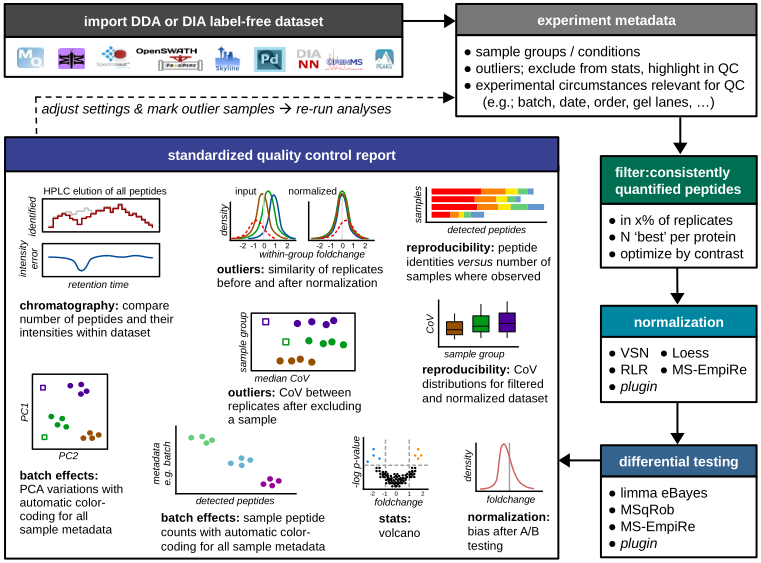 import DDA or DIA label-free dataset
MQ
Spectronaut
OpenSWATH
FragPipe
Skyline
Pd
DIA
NN
OpenMS
PEAKS
experiment metadata
● sample groups / conditions
● outliers; exclude from stats, highlight in QC
● experimental circumstances relevant for QC
(e.g.; batch, date, order, gel lanes, …)
adjust settings & mark outlier samples → re-run analyses
standardized quality control report
HPLC elution of all peptides
identified
intensity
error
retention time
chromatography: compare
number of peptides and their
intensities within dataset
input
normalized
density
-2 -1 0 1 2
-2 -1 0 1 2
within-group foldchange
outliers: similarity of replicates
before and after normalization
samples
detected peptides
reproducibility: peptide
identities versus number of
samples where observed
sample group
median CoV
outliers: CoV between
replicates after excluding
a sample
CoV
sample group
reproducibility: CoV
distributions for filtered
and normalized dataset
PC1
PC2
batch effects:
PCA variations with
automatic color-
coding for all
sample metadata
metadata
e.g. batch
detected peptides
batch effects: sample peptide
counts with automatic color-
coding for all sample metadata
-log p-value
-2 -1 0 1 2
foldchange
stats:
volcano
density
foldchange
normalization:
bias after A/B
testing
filter:consistently
quantified peptides
● in x% of replicates
● N ‘best’ per protein
● optimize by contrast
normalization
● VSN ● Loess
● RLR ● MS-EmpiRe
● plugin
differential testing
● limma eBayes
● MSqRob
● MS-EmpiRe
● plugin